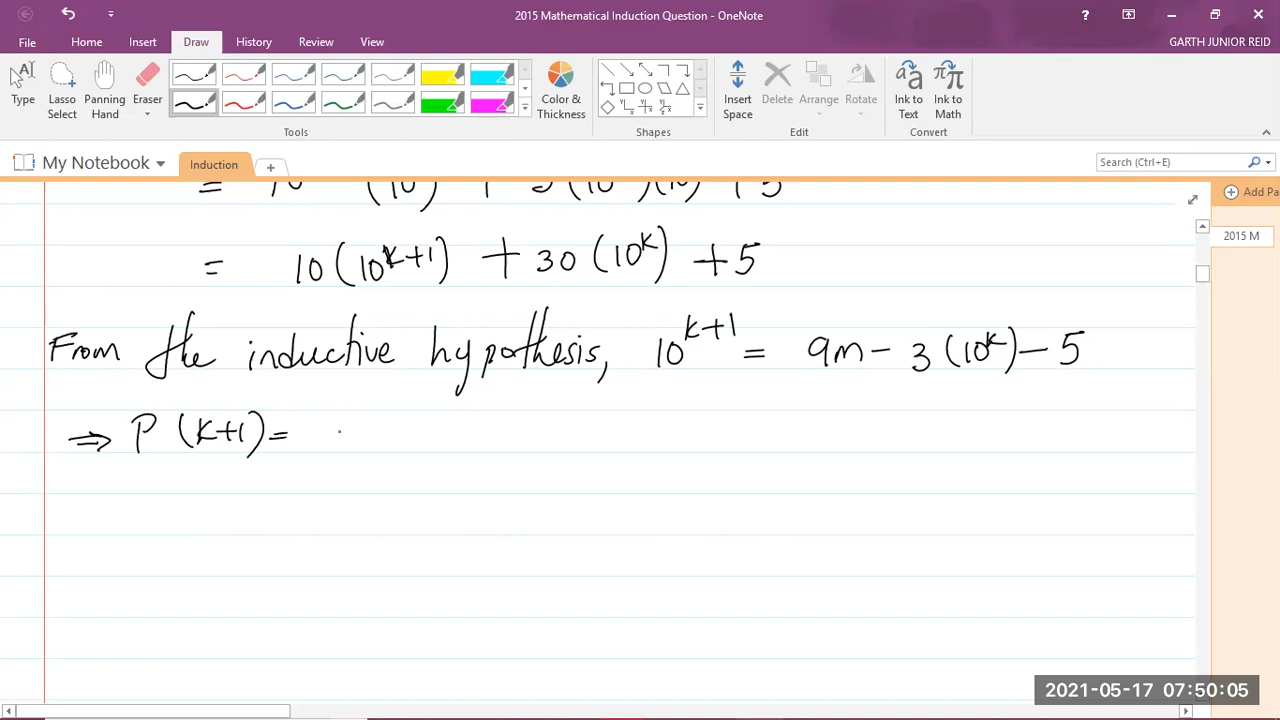 2015 Mathematical Induction Question - OneNote
File Home Insert Draw History Review View GARTH JUNIOR REID
Type Lasso Select Panning Hand Eraser Color & Thickness Insert Space Delete Arrange Rotate Ink to Text Ink to Math
Tools Shapes Edit Convert
My Notebook Induction Search (Ctrl+E)
Add Pa
2015 M
= 10(10^{k+1}) + 30(10^k) + 5
From the inductive hypothesis, 10^{k+1} = 9m - 3(10^k) - 5
⇒ P(k+1) =
2021-05-17 07:50:05